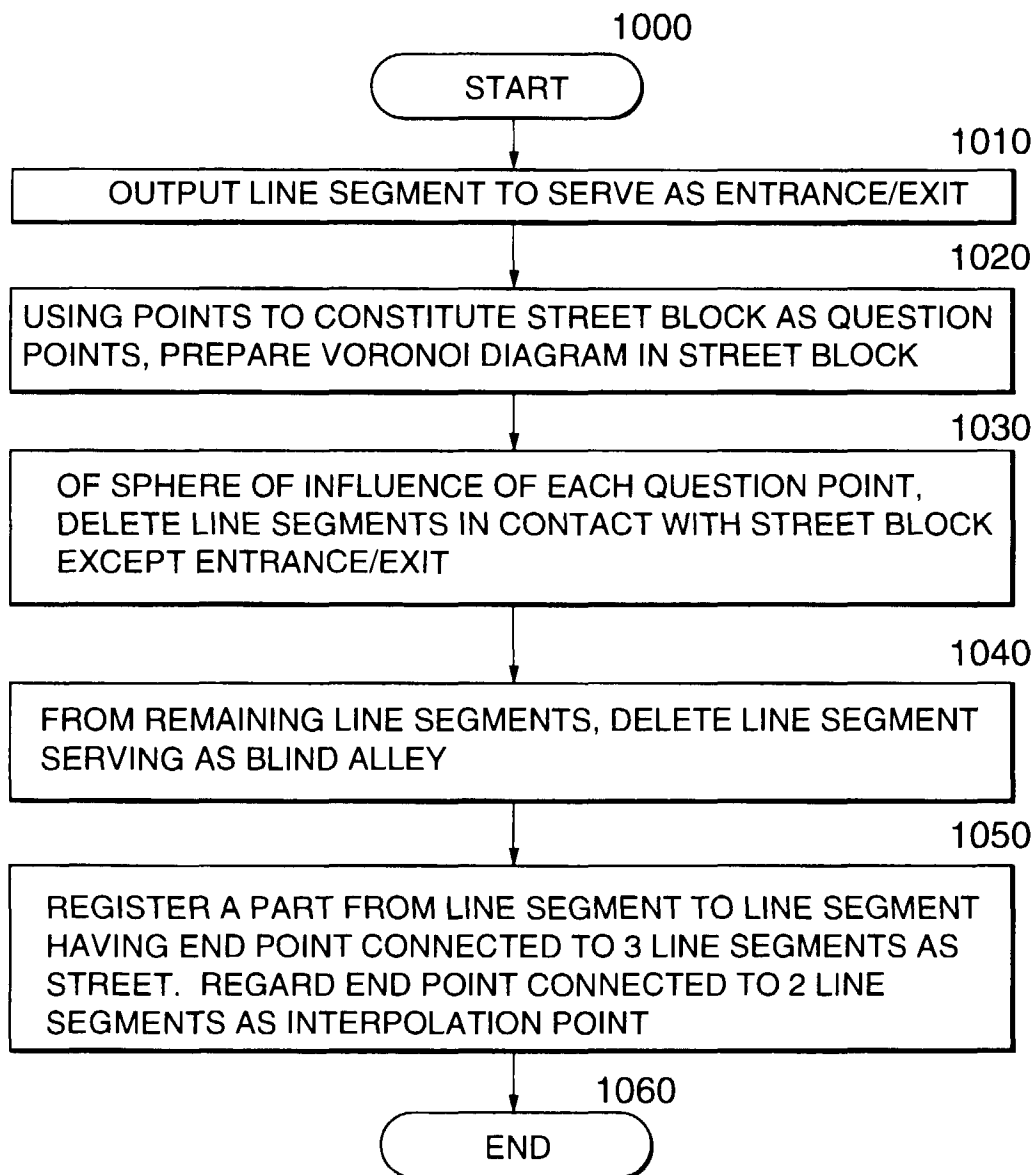 1000
START
1010
OUTPUT LINE SEGMENT TO SERVE AS ENTRANCE/EXIT
1020
USING POINTS TO CONSTITUTE STREET BLOCK AS QUESTION
POINTS, PREPARE VORONOI DIAGRAM IN STREET BLOCK
1030
OF SPHERE OF INFLUENCE OF EACH QUESTION POINT,
DELETE LINE SEGMENTS IN CONTACT WITH STREET BLOCK
EXCEPT ENTRANCE/EXIT
1040
FROM REMAINING LINE SEGMENTS, DELETE LINE SEGMENT
SERVING AS BLIND ALLEY
1050
REGISTER A PART FROM LINE SEGMENT TO LINE SEGMENT
HAVING END POINT CONNECTED TO 3 LINE SEGMENTS AS
STREET. REGARD END POINT CONNECTED TO 2 LINE
SEGMENTS AS INTERPOLATION POINT
1060
END